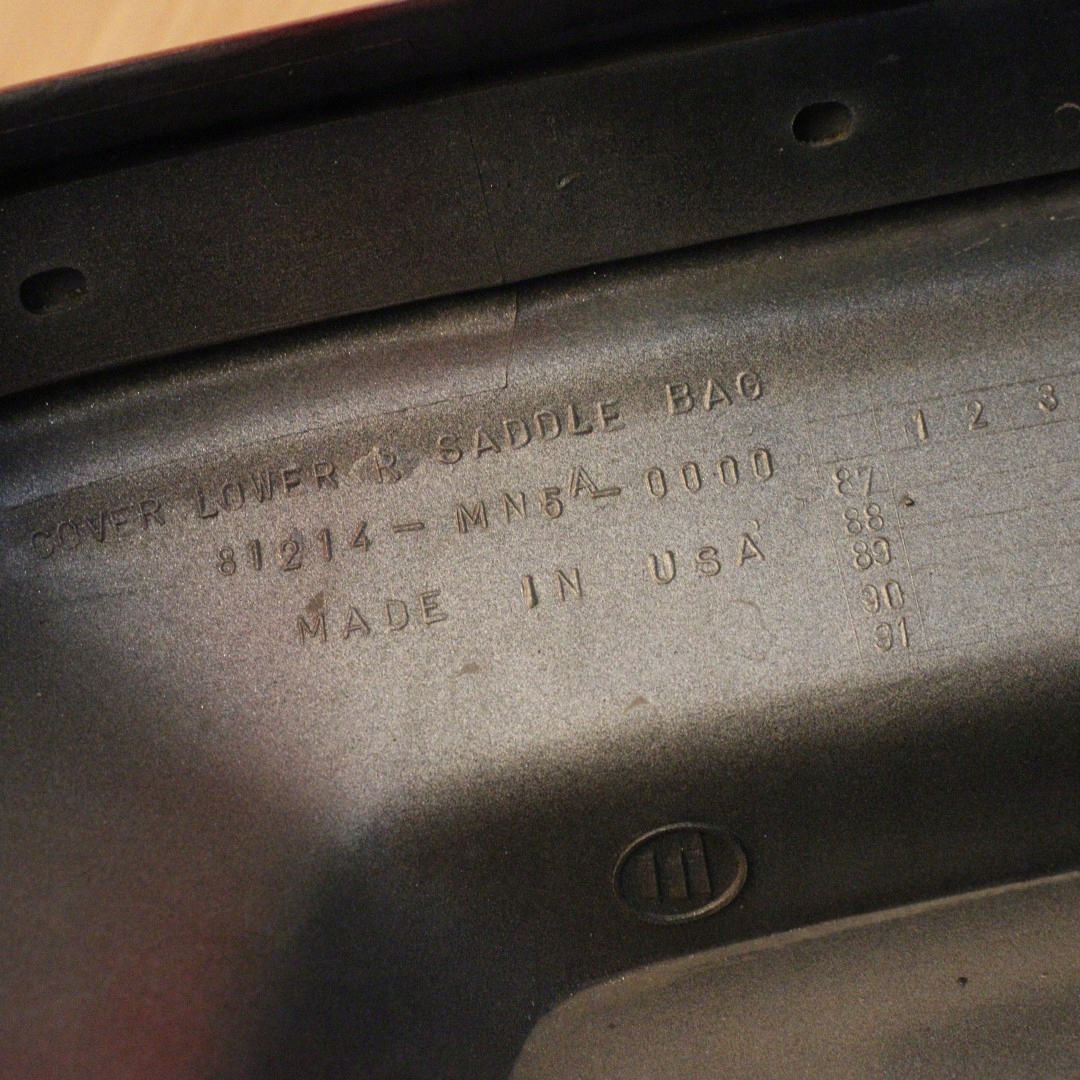 COVER LOWER R SADDLE BAG
81214-MN5A-0000
MADE IN USA
1 2 3
87
88
89
90
91